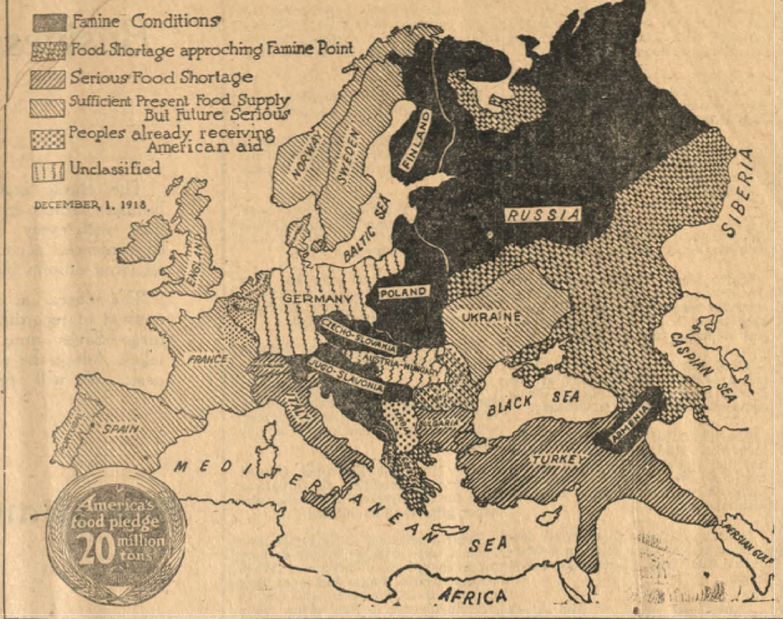 Famine Conditions
Food Shortage approching Famine Point
Serious Food Shortage
Sufficient Present Food Supply
But Future Serious
Peoples already receiving
American aid
Unclassified
DECEMBER 1, 1918
NORWAY
SWEDEN
FINLAND
BALTIC SEA
RUSSIA
SIBERIA
ENGLAND
GERMANY
POLAND
UKRAINE
CZECHO-SLOVAKIA
FRANCE
AUSTRIA-HUNGARY
JUGO-SLAVONIA
CASPIAN SEA
ITALY
BLACK SEA
BULGARIA
ARMENIA
SPAIN
TURKEY
MEDITERRANEAN SEA
America's
food pledge
20 million
tons
PERSIAN GULF
AFRICA